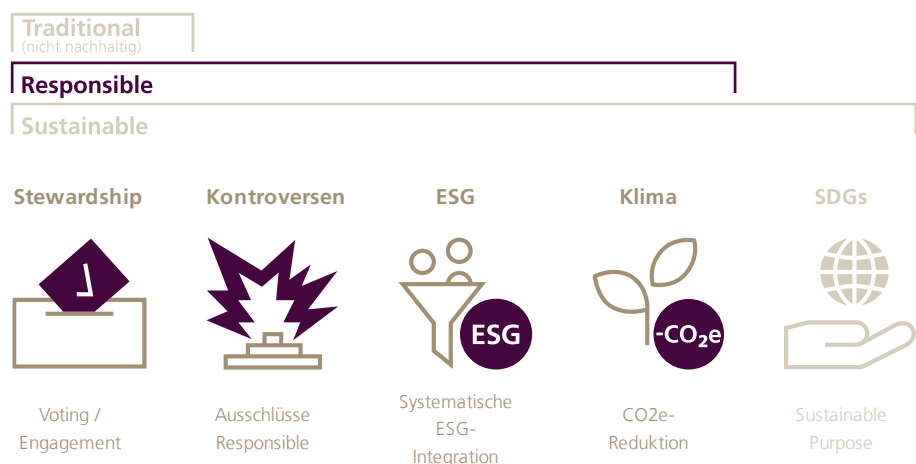 Traditional
(nicht nachhaltig)
Responsible
Sustainable
Stewardship
Kontroversen
ESG
Klima
SDGs
ESG
-CO₂e
Voting /
Engagement
Ausschlüsse
Responsible
Systematische
ESG-
Integration
CO2e-
Reduktion
Sustainable
Purpose